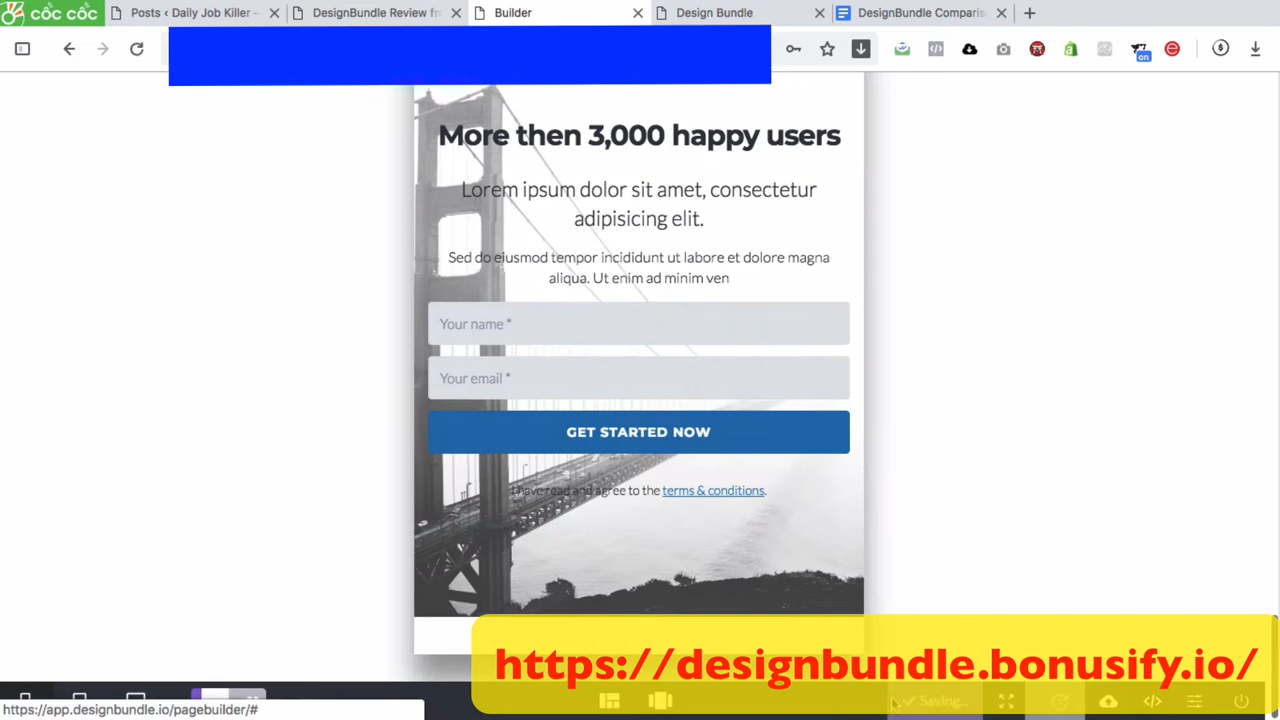 cốc cốc
Posts ‹ Daily Job Killer –
DesignBundle Review fr
Builder
Design Bundle
DesignBundle Comparis
on
More then 3,000 happy users
Lorem ipsum dolor sit amet, consectetur
adipisicing elit.
Sed do eiusmod tempor incididunt ut labore et dolore magna
aliqua. Ut enim ad minim ven
Your name *
Your email *
GET STARTED NOW
I have read and agree to the terms & conditions.
https://designbundle.bonusify.io/
Saving...
https://app.designbundle.io/pagebuilder/#